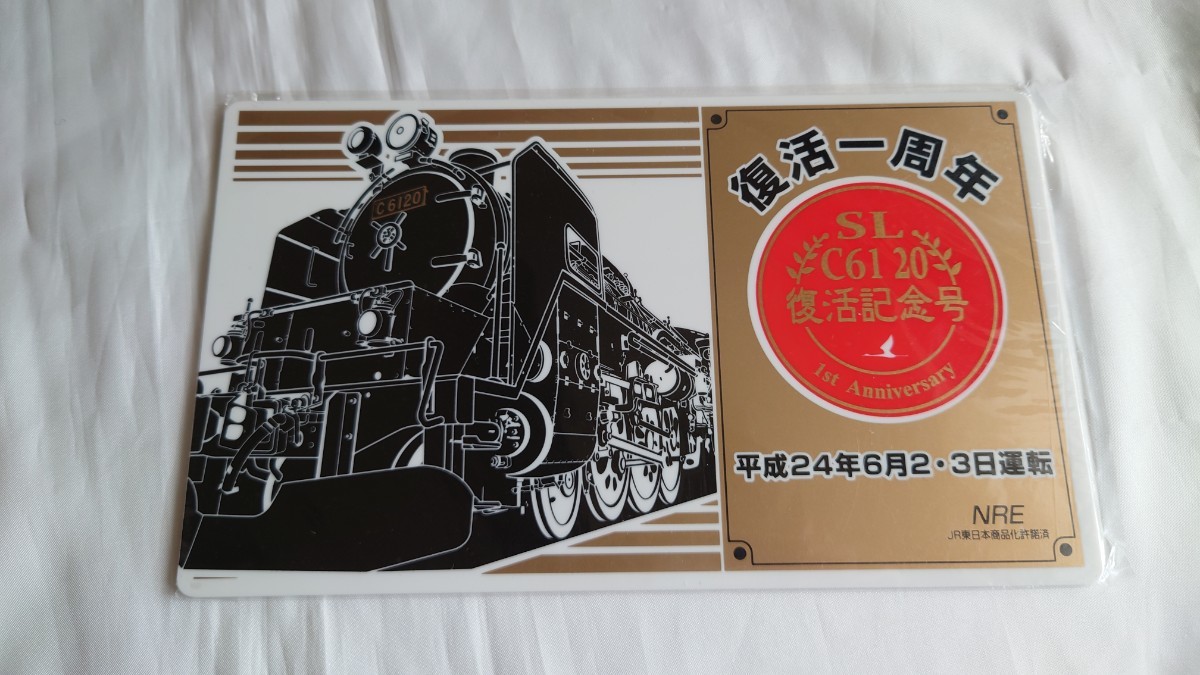 C6120
復活一周年
SL
C61 20
復活記念号
1st Anniversary
平成24年6月2・3日運転
NRE
JR東日本商品化許諾済